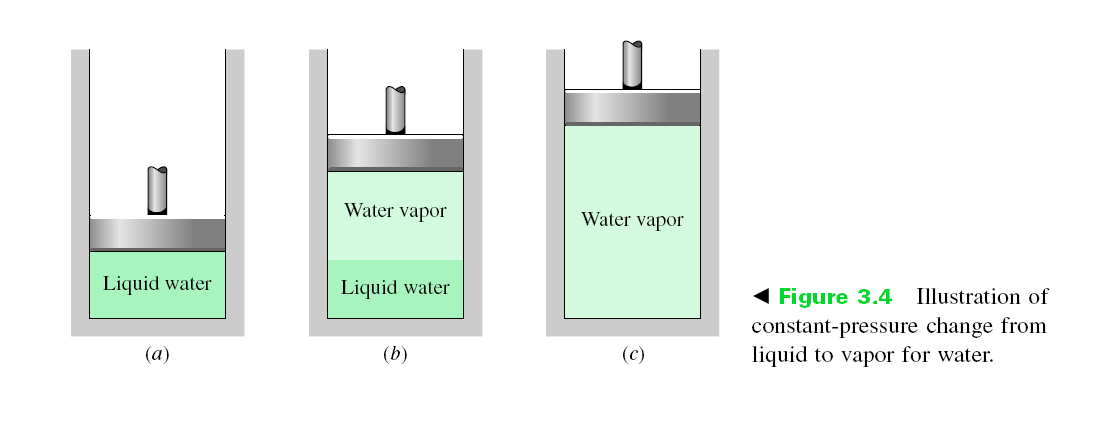 Liquid water
Water vapor
Liquid water
Water vapor
(a)
(b)
(c)
◄ Figure 3.4 Illustration of
constant-pressure change from
liquid to vapor for water.